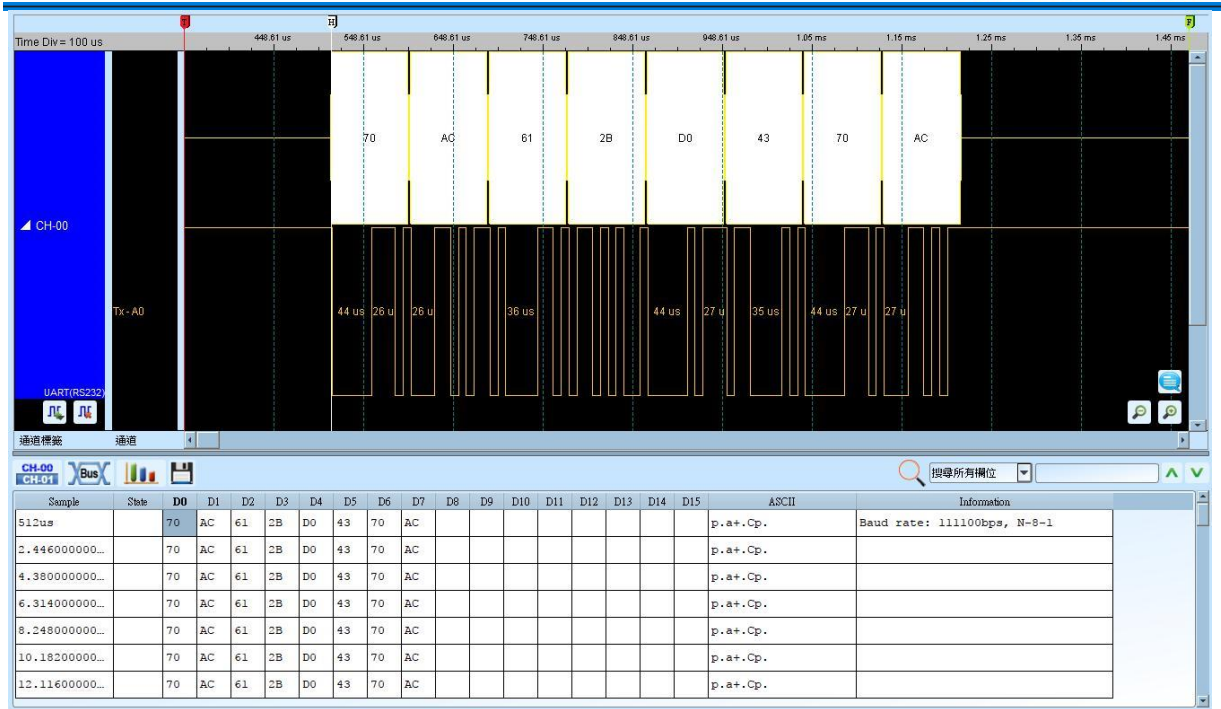 T H F
Time Div = 100 us 448.61 us 548.61 us 648.61 us 748.61 us 848.61 us 948.61 us 1.05 ms 1.15 ms 1.25 ms 1.35 ms 1.45 ms
70 AC 61 2B D0 43 70 AC
CH-00
Tx - A0 44 us 26 u 26 u 36 us 44 us 27 u 35 us 44 us 27 u 27 u
UART(RS232)
通道標籤 通道
CH-00
CH-01 Bus 搜尋所有欄位
Sample State D0 D1 D2 D3 D4 D5 D6 D7 D8 D9 D10 D11 D12 D13 D14 D15 ASCII Information
512us 70 AC 61 2B D0 43 70 AC p.a+.Cp. Baud rate: 111100bps, N-8-1
2.446000000... 70 AC 61 2B D0 43 70 AC p.a+.Cp.
4.380000000... 70 AC 61 2B D0 43 70 AC p.a+.Cp.
6.314000000... 70 AC 61 2B D0 43 70 AC p.a+.Cp.
8.248000000... 70 AC 61 2B D0 43 70 AC p.a+.Cp.
10.18200000... 70 AC 61 2B D0 43 70 AC p.a+.Cp.
12.11600000... 70 AC 61 2B D0 43 70 AC p.a+.Cp.